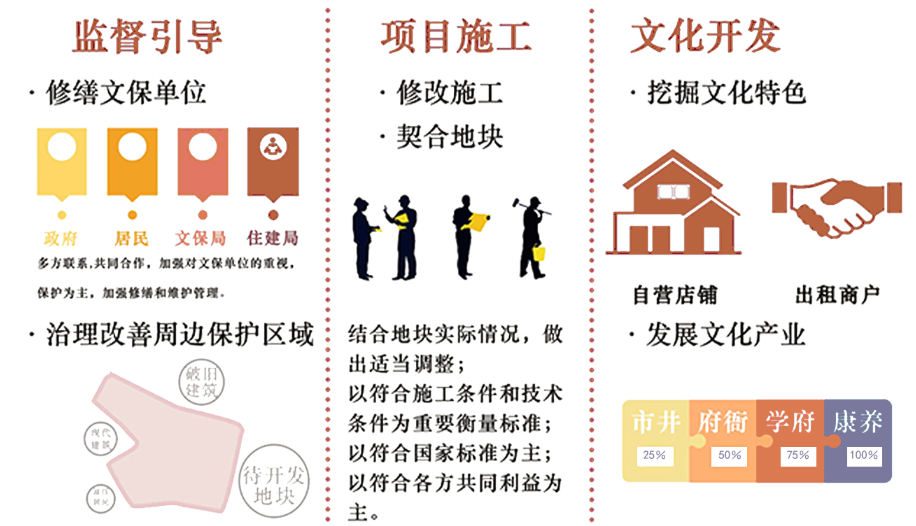 监督引导
· 修缮文保单位
政府 居民 文保局 住建局
多方联系,共同合作，加强对文保单位的重视，
保护为主，加强修缮和维护管理。
· 治理改善周边保护区域
破旧
建筑
现代
建筑
待开发
地块
项目施工
· 修改施工
· 契合地块
结合地块实际情况，做
出适当调整；
以符合施工条件和技术
条件为重要衡量标准；
以符合国家标准为主；
以符合各方共同利益为
主。
文化开发
· 挖掘文化特色
自营店铺 出租商户
· 发展文化产业
市井 府衙 学府 康养
25% 50% 75% 100%